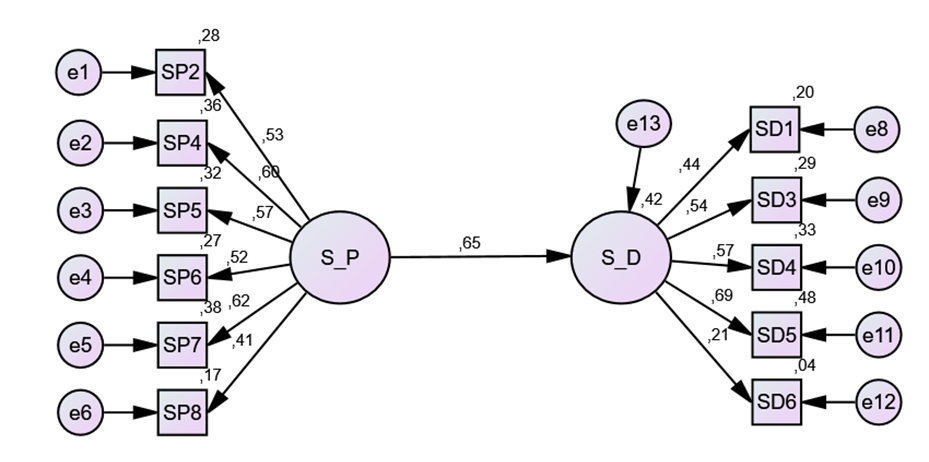 ,28
e1
SP2
,36
,53
e2
SP4
,32
,60
e3
SP5
,27
,57
e4
SP6
,52
,38
,62
e5
SP7
,17
,41
e6
SP8
S_P
,65
e13
,42
S_D
,20
,44
SD1
e8
,29
,54
SD3
e9
,33
,57
SD4
e10
,48
,69
SD5
e11
,04
,21
SD6
e12